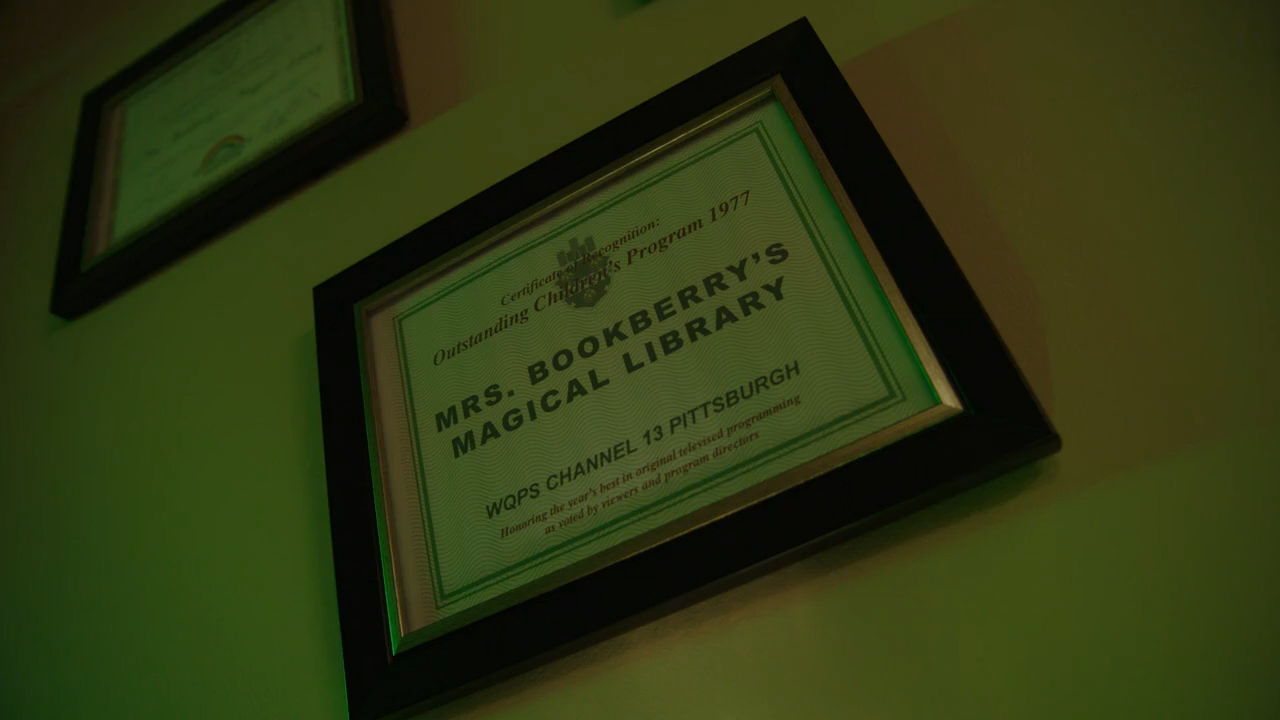 Certificate of Recognition:
Outstanding Children's Program 1977
MRS. BOOKBERRY'S
MAGICAL LIBRARY
WQPS CHANNEL 13 PITTSBURGH
Honoring the year's best in original televised programming
as voted by viewers and program directors